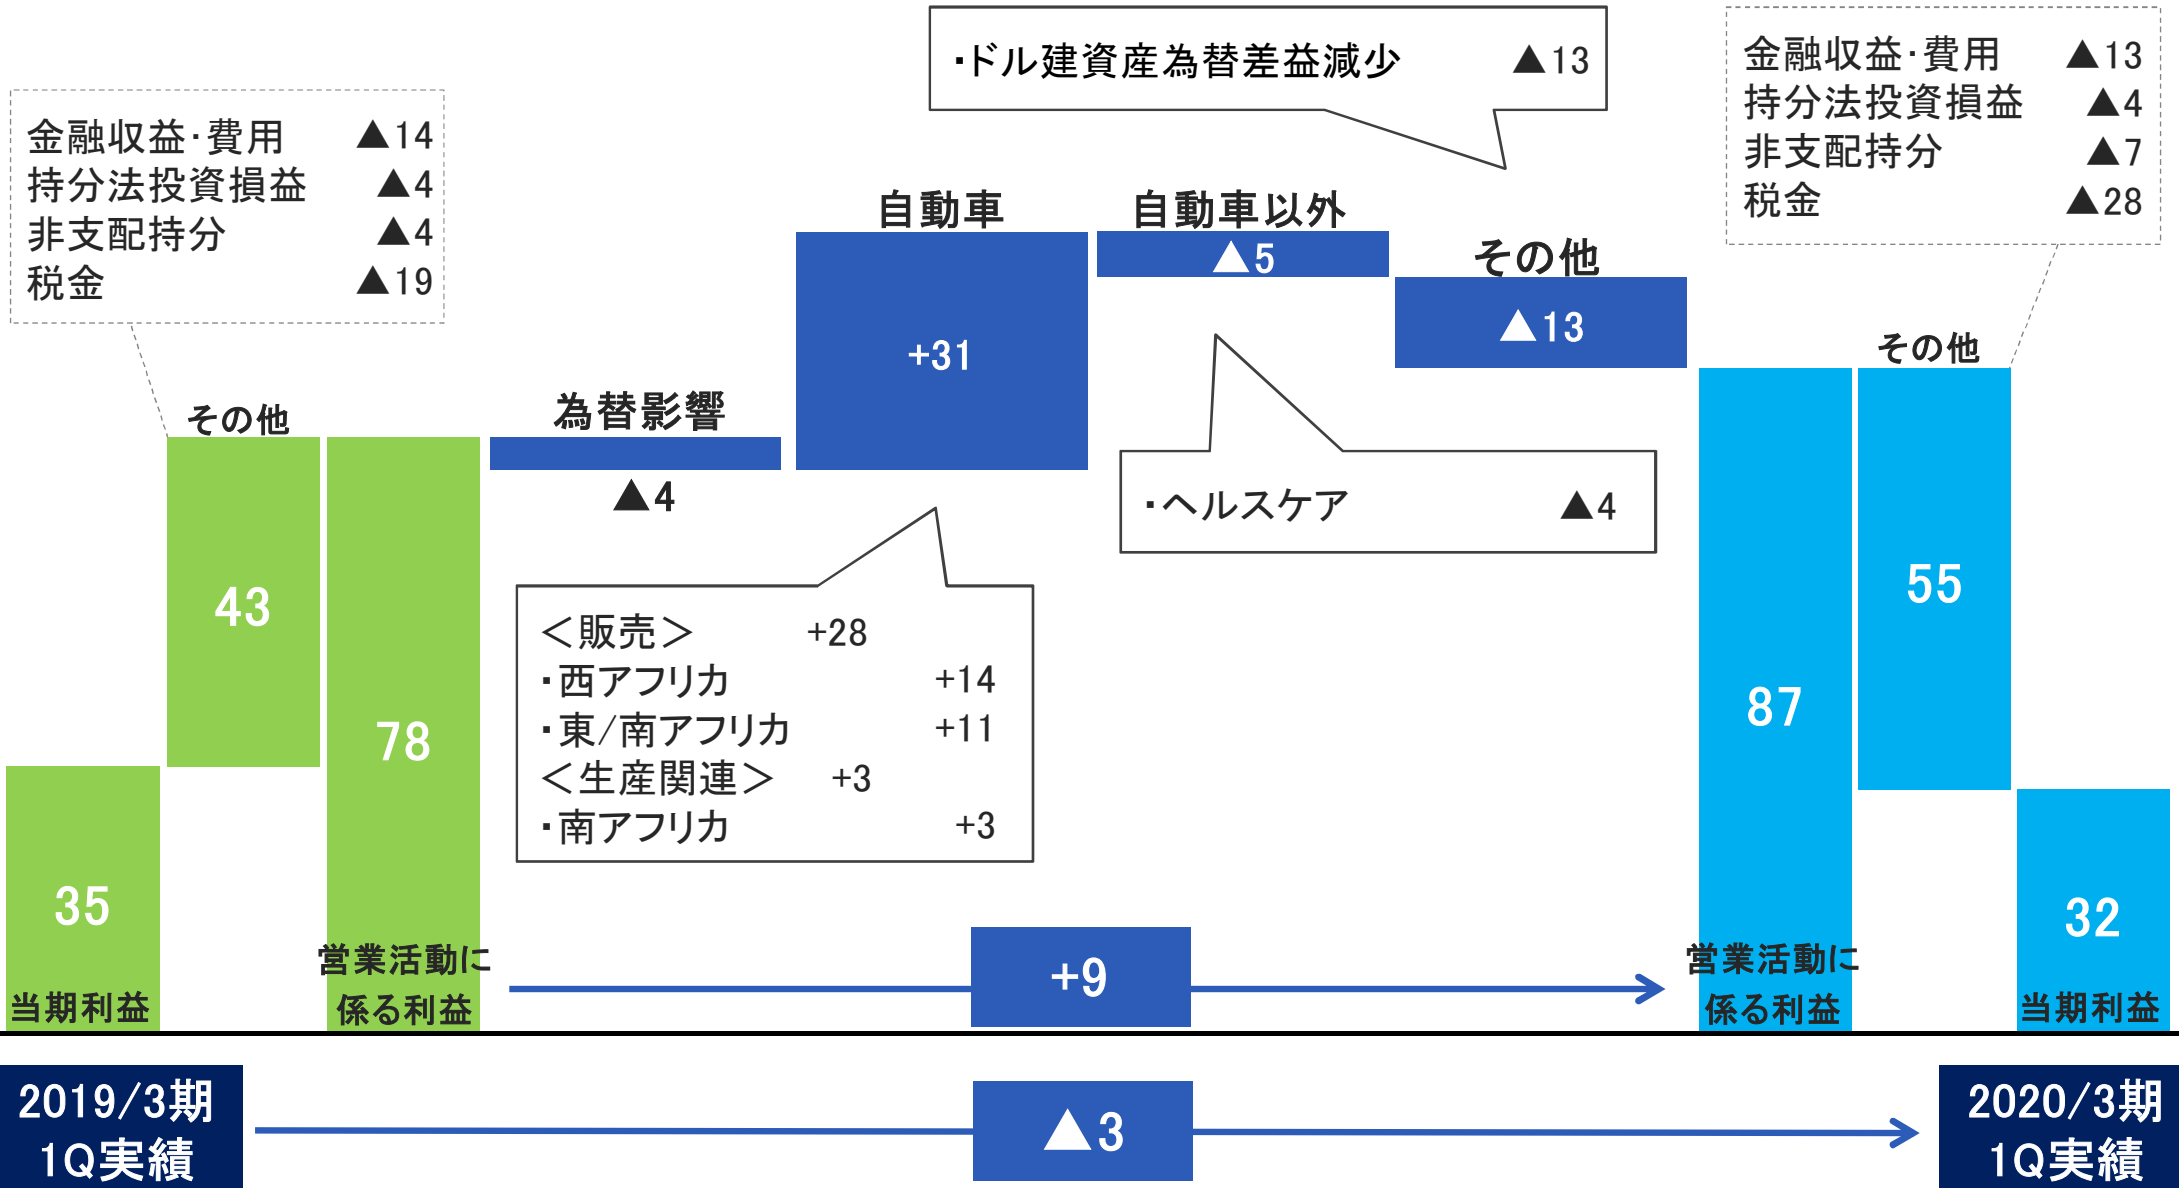 ・ドル建資産為替差益減少 ▲13
金融収益・費用 ▲13
持分法投資損益 ▲4
非支配持分 ▲7
税金 ▲28
金融収益・費用 ▲14
持分法投資損益 ▲4
非支配持分 ▲4
税金 ▲19
自動車
自動車以外
その他
▲5
▲13
+31
その他
為替影響
その他
▲4
・ヘルスケア ▲4
43
78
55
87
＜販売＞ +28
・西アフリカ +14
・東/南アフリカ +11
＜生産関連＞ +3
・南アフリカ +3
35
32
営業活動に
係る利益
当期利益
+9
営業活動に
係る利益
当期利益
2019/3期
1Q実績
▲3
2020/3期
1Q実績